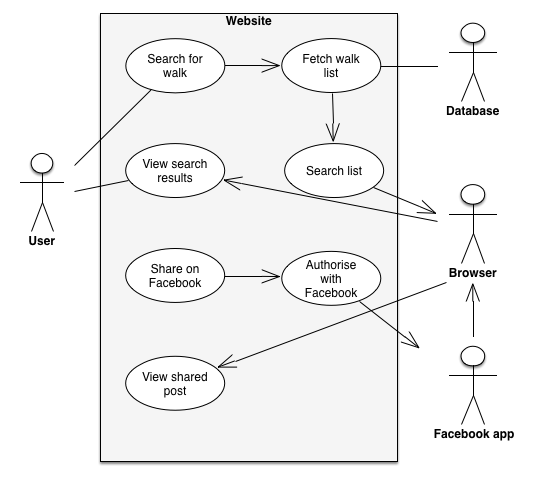 Website
Search for
walk
Fetch walk
list
Database
View search
results
Search list
User
Browser
Share on
Facebook
Authorise
with
Facebook
View shared
post
Facebook app